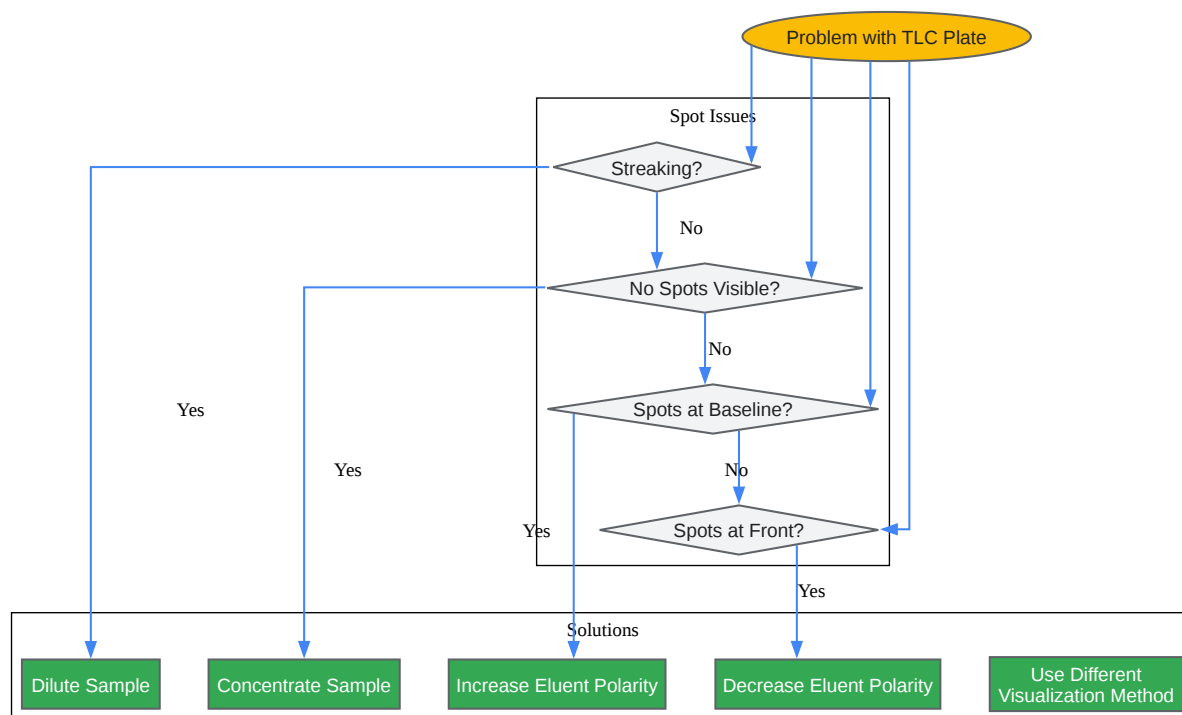 Problem with TLC Plate
Spot Issues
Streaking?
No
No Spots Visible?
No
Spots at Baseline?
Yes
Yes
No
Yes
Spots at Front?
Yes
Solutions
Dilute Sample
Concentrate Sample
Increase Eluent Polarity
Decrease Eluent Polarity
Use Different
Visualization Method